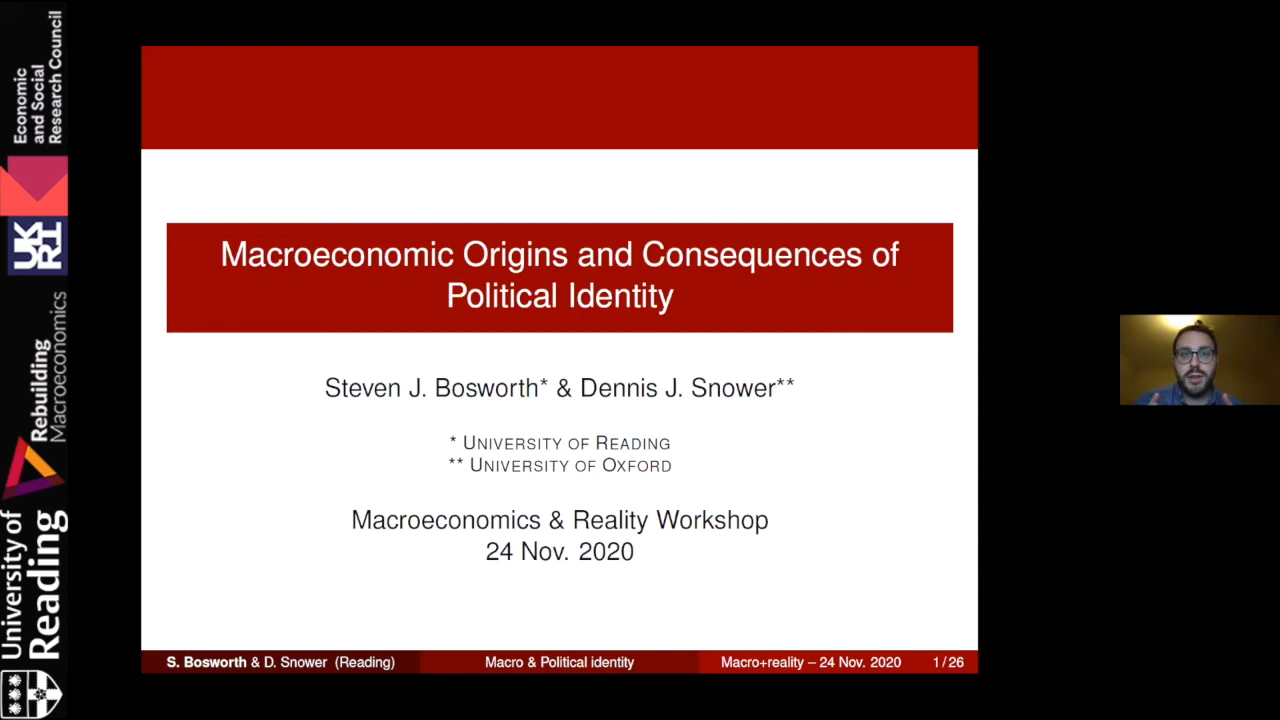 Economic
and Social
Research Council
UK
RI
Rebuilding
Macroeconomics
University of
Reading
Macroeconomic Origins and Consequences of
Political Identity
Steven J. Bosworth* & Dennis J. Snower**
* UNIVERSITY OF READING
** UNIVERSITY OF OXFORD
Macroeconomics & Reality Workshop
24 Nov. 2020
S. Bosworth & D. Snower (Reading) Macro & Political identity Macro+reality – 24 Nov. 2020 1 / 26